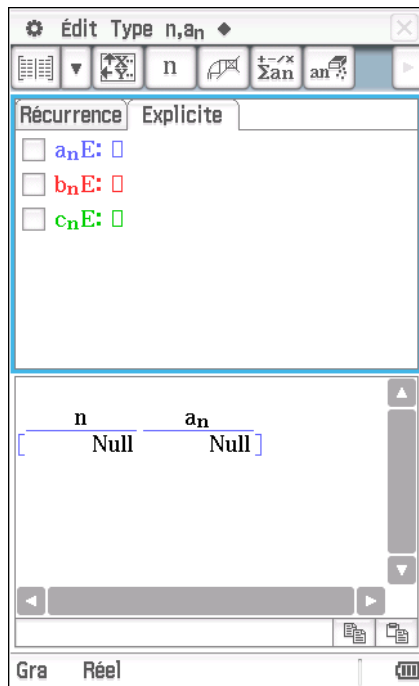 Édit Type n,an ◆
n Σan an
Récurrence Explicite
anE: □
bnE: □
cnE: □
n an
Null Null
Gra Réel